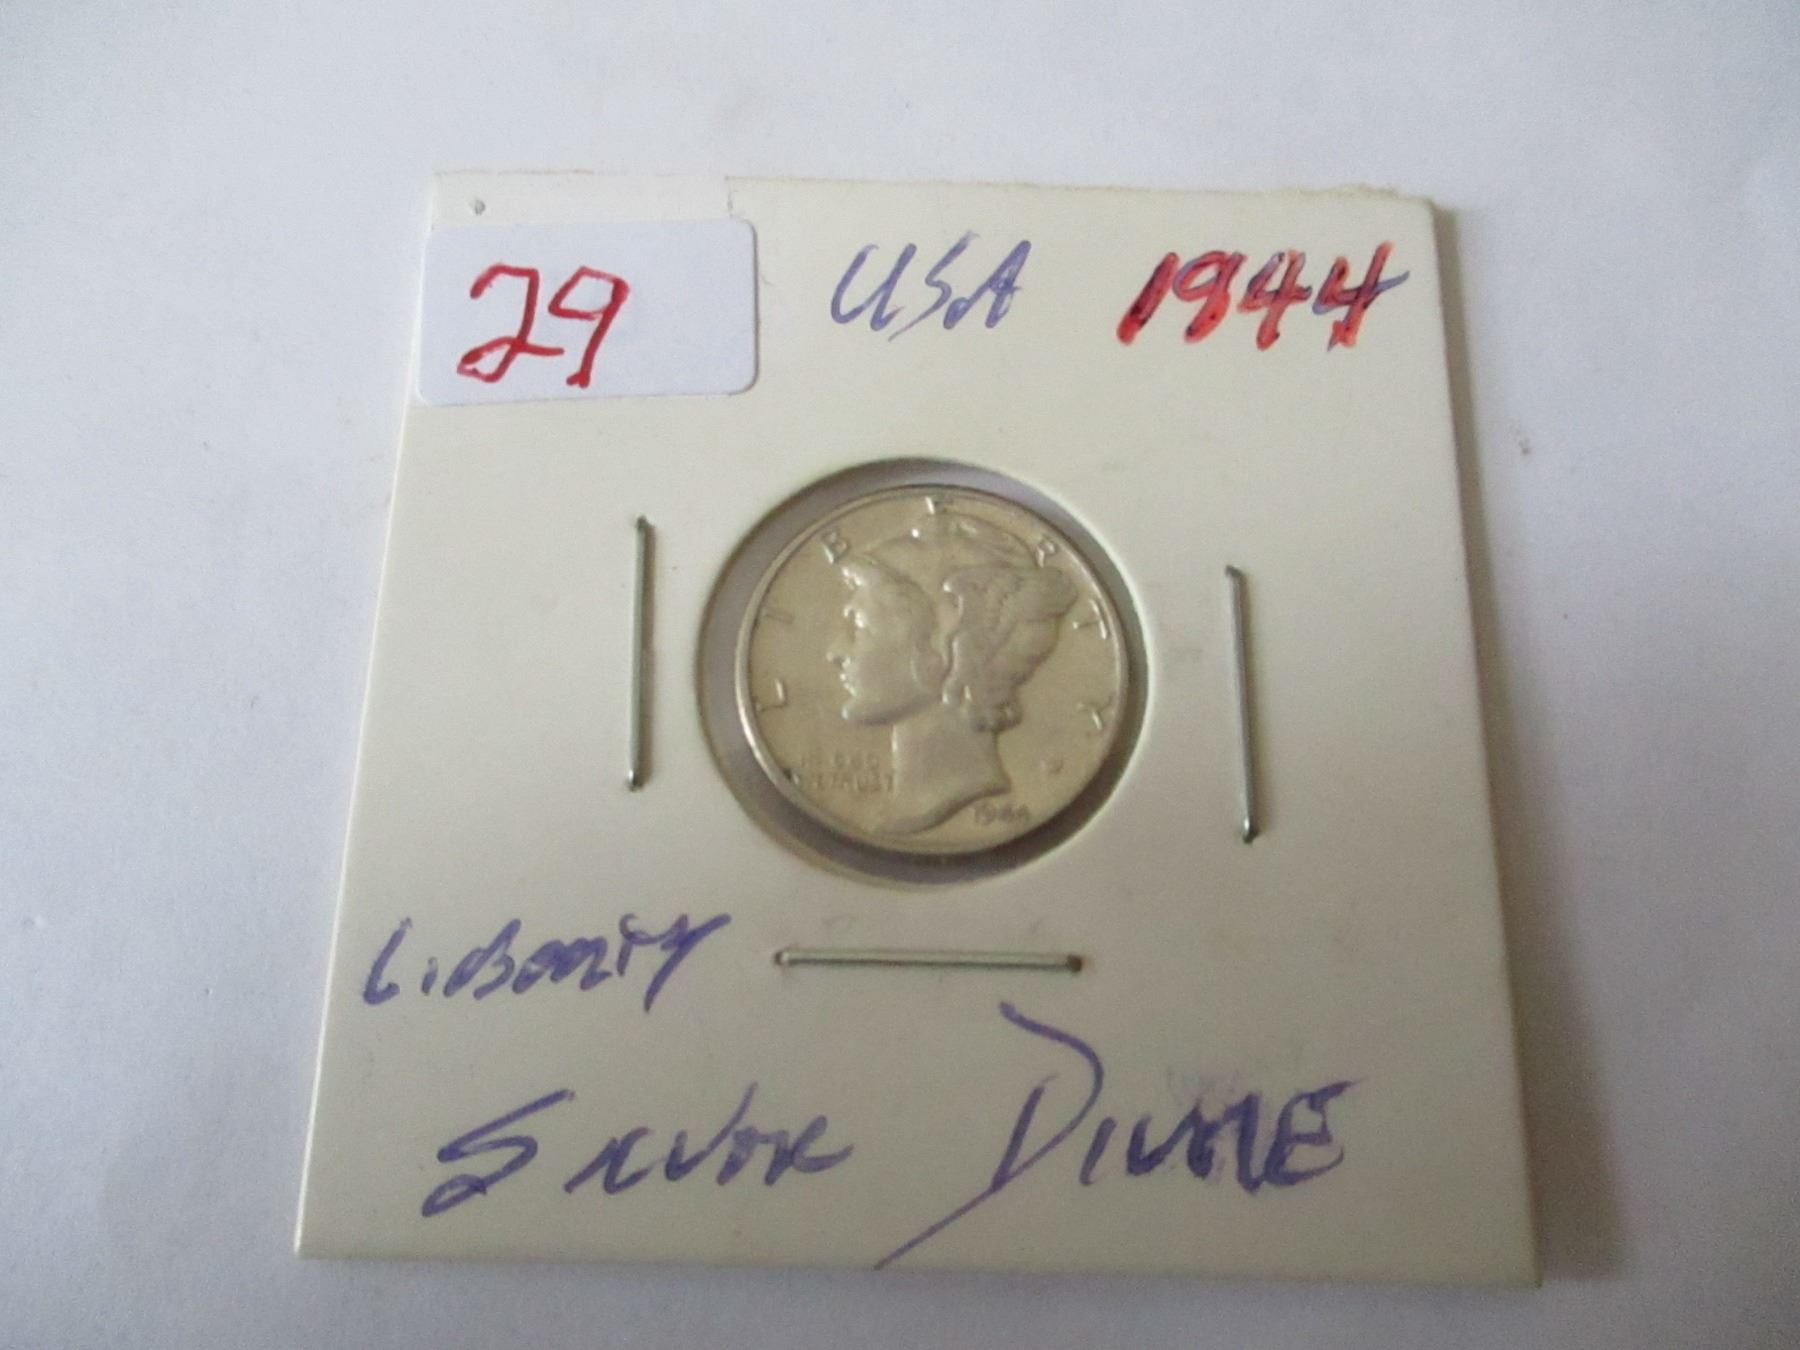 29 USA 1944
LIBERTY
IN GOD
WE TRUST
1944
Liberty
Silver Dime